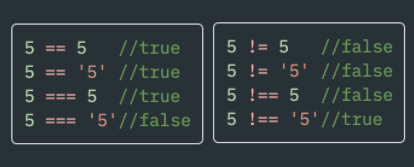 5 == 5   //true
5 == '5' //true
5 === 5  //true
5 === '5'//false
5 != 5   //false
5 != '5' //false
5 !== 5  //false
5 !== '5'//true